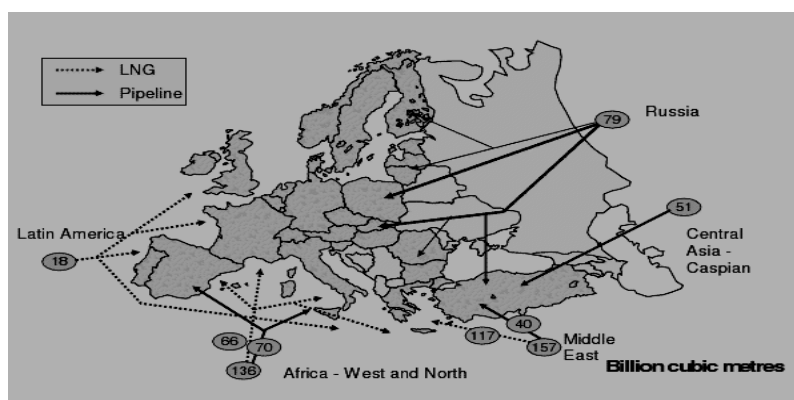 LNG
Pipeline
79
Russia
51
Central
Asia -
Caspian
Latin America
18
66
70
136
Africa - West and North
117
40
157
Middle
East
Billion cubic metres